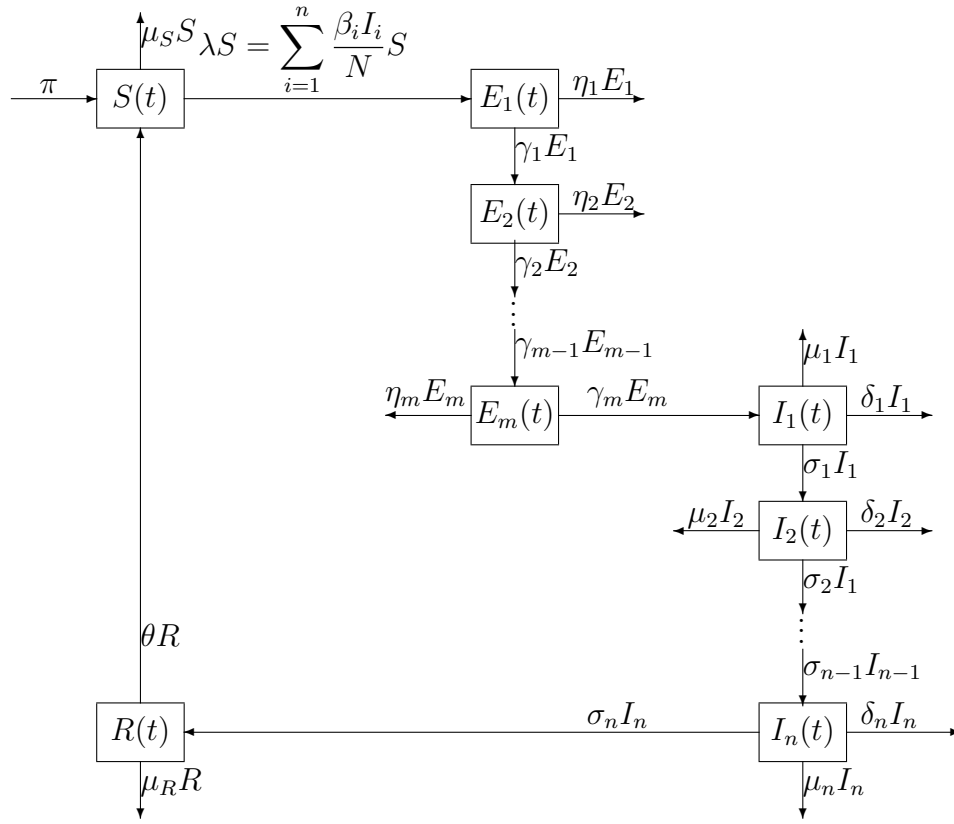 μ_S S
λS = \sum_{i=1}^{n} \frac{β_i I_i}{N} S
π
S(t)
E_1(t)
η_1 E_1
γ_1 E_1
E_2(t)
η_2 E_2
γ_2 E_2
⋮
γ_{m−1} E_{m−1}
μ_1 I_1
η_m E_m
E_m(t)
γ_m E_m
I_1(t)
δ_1 I_1
σ_1 I_1
μ_2 I_2
I_2(t)
δ_2 I_2
σ_2 I_1
⋮
θR
σ_{n−1} I_{n−1}
R(t)
σ_n I_n
I_n(t)
δ_n I_n
μ_R R
μ_n I_n